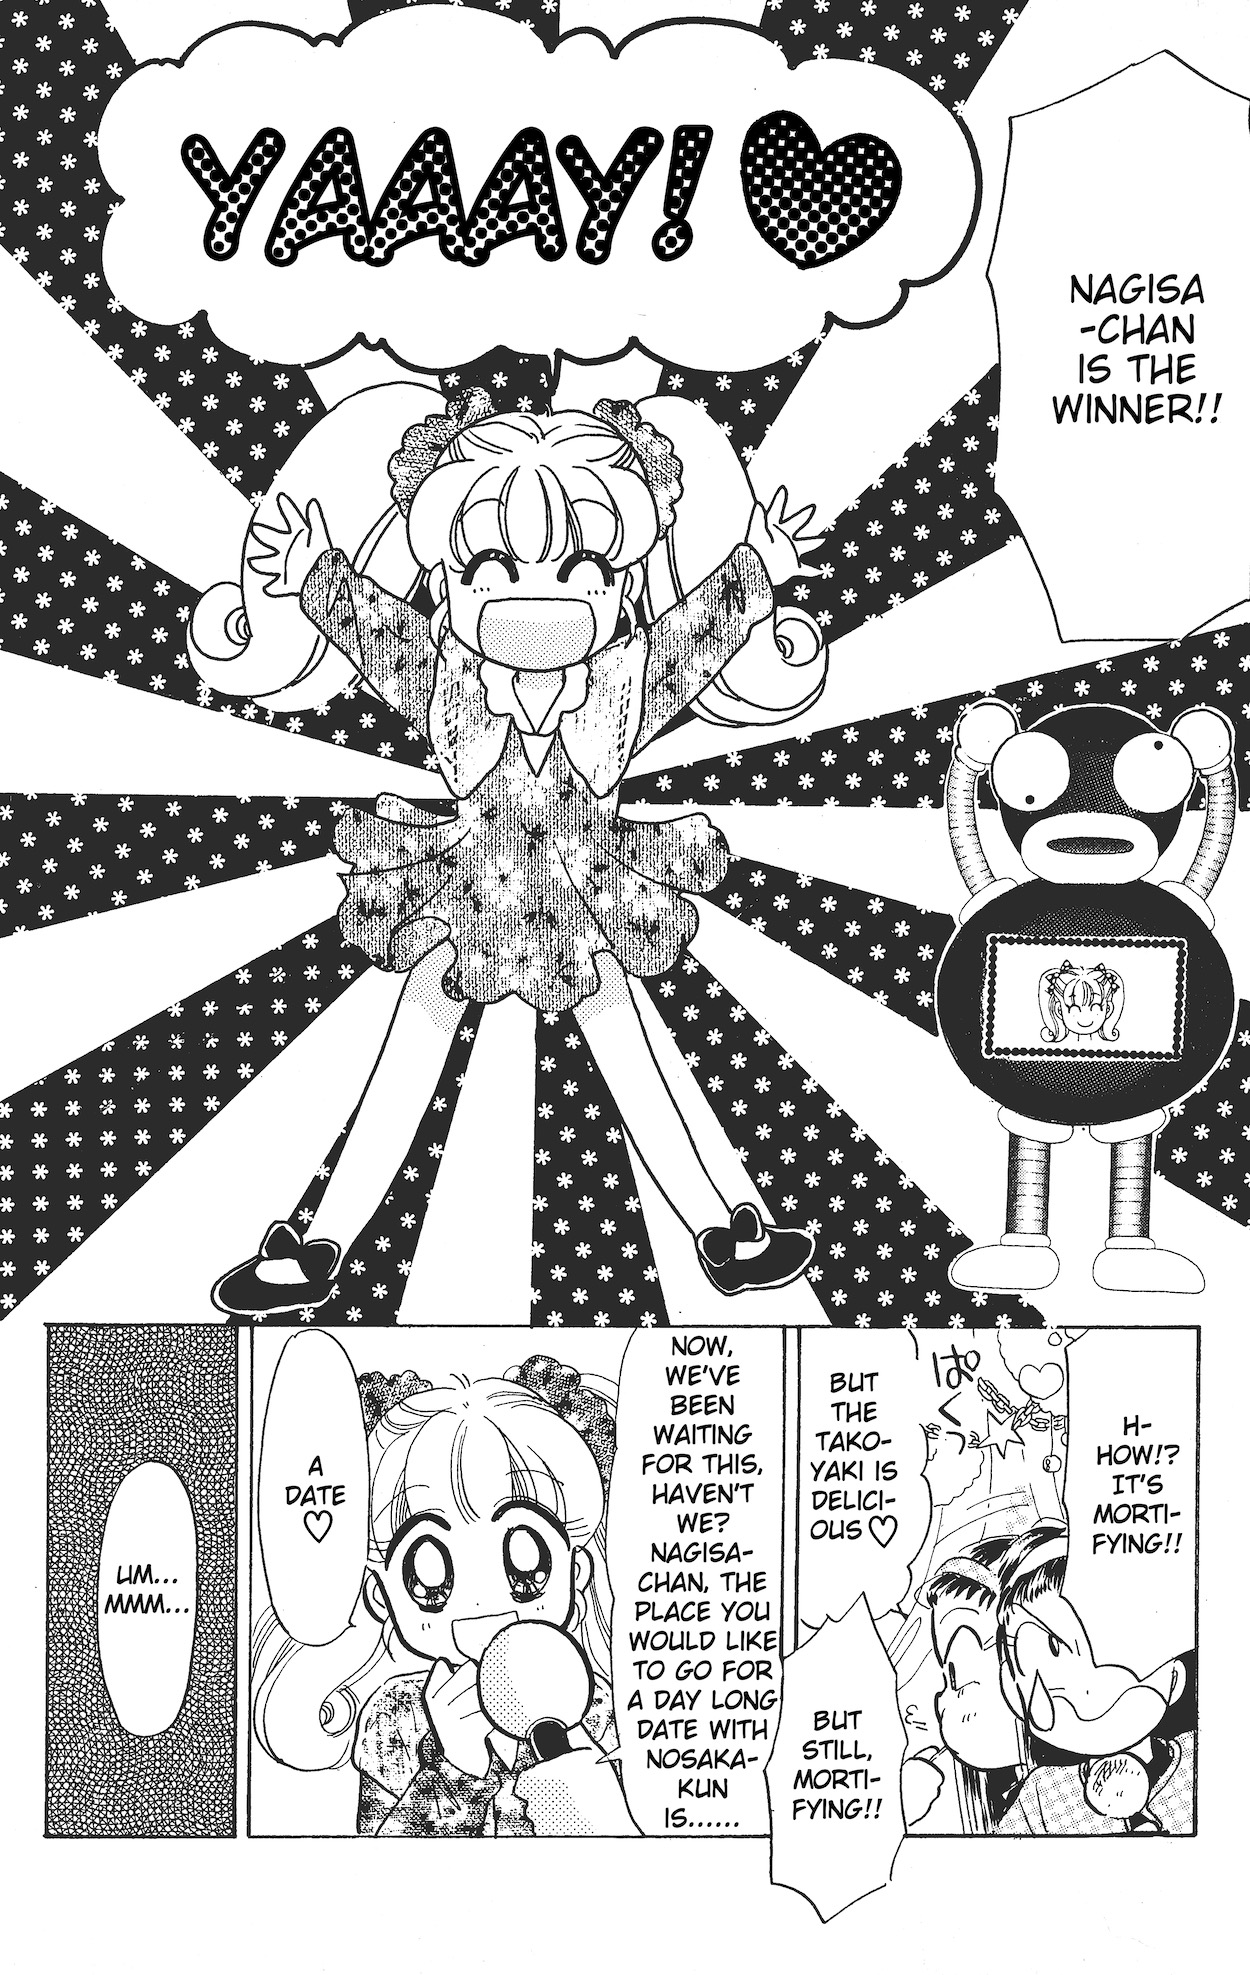 NAGISA
-CHAN
IS THE
WINNER!!
YAAAY! ♥
H-
HOW!?
IT'S
MORTI-
FYING!!
ぱくっ
BUT
THE
TAKO-
YAKI IS
DELICI-
OUS ♡
BUT
STILL,
MORTI-
FYING!!
NOW,
WE'VE
BEEN
WAITING
FOR THIS,
HAVEN'T
WE?
NAGISA-
CHAN, THE
PLACE YOU
WOULD LIKE
TO GO FOR
A DAY LONG
DATE WITH
NOSAKA-
KUN
IS......
A
DATE
♡
UM...
MMM...